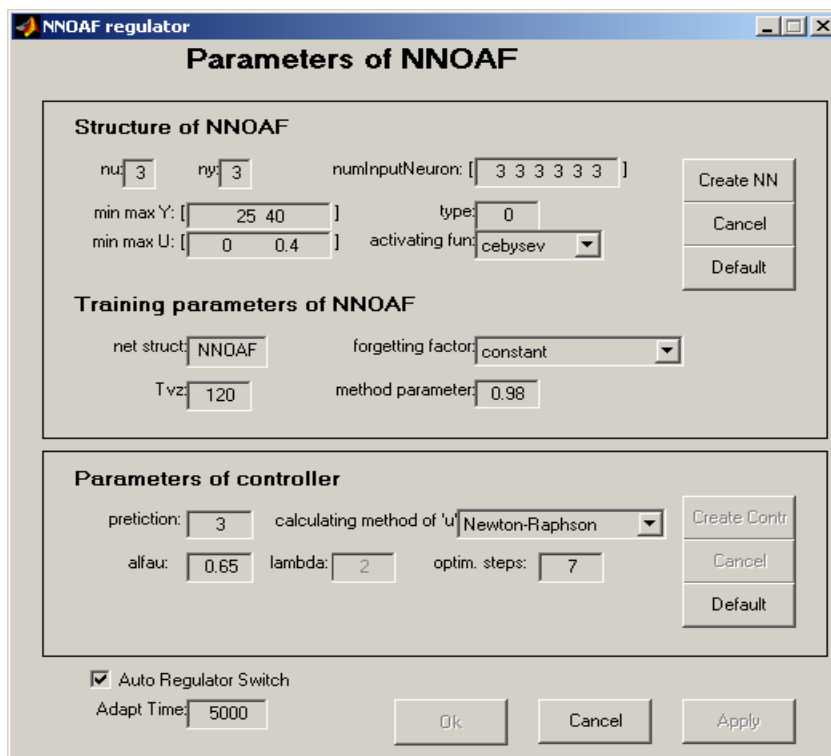 NNOAF regulator
Parameters of NNOAF
Structure of NNOAF
nu: 3 ny: 3 numInputNeuron: [ 3 3 3 3 3 3 ]
Create NN
min max Y: [ 25 40 ] type: 0
Cancel
min max U: [ 0 0.4 ] activating fun: cebysev
Default
Training parameters of NNOAF
net struct: NNOAF forgetting factor: constant
Tvz: 120 method parameter: 0.98
Parameters of controller
pretiction: 3 calculating method of 'u' Newton-Raphson
Create Contr
Cancel
alfau: 0.65 lambda: 2 optim. steps: 7
Default
Auto Regulator Switch
Adapt Time: 5000 Ok Cancel Apply